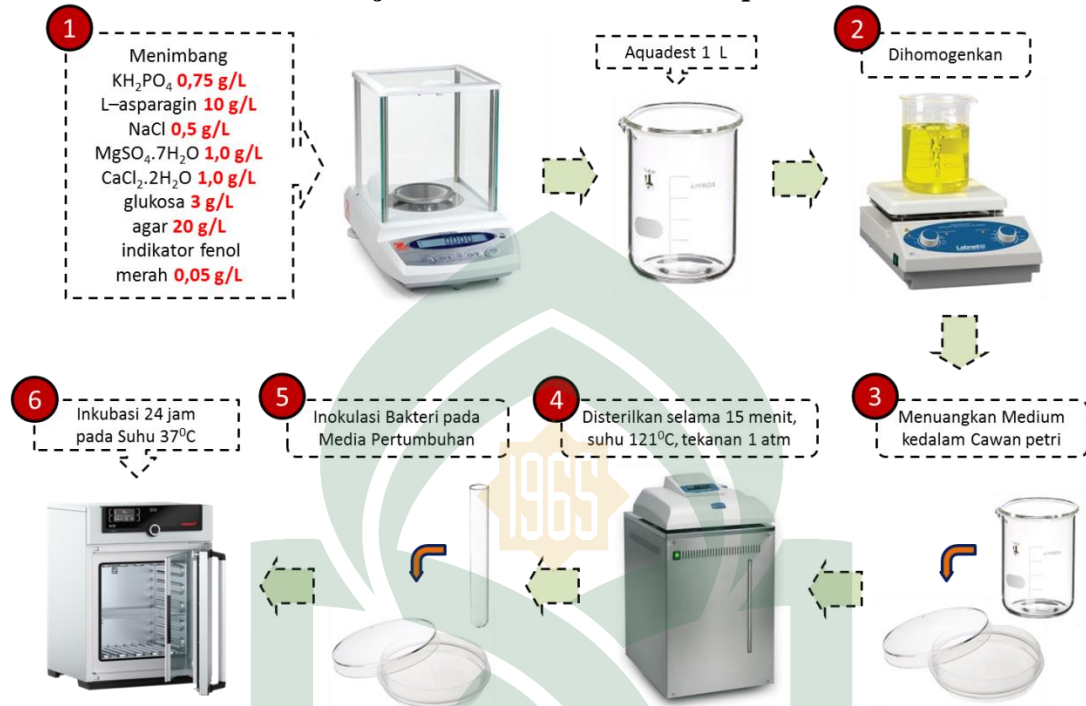 1
Menimbang
KH₂PO₄ 0,75 g/L
L–asparagin 10 g/L
NaCl 0,5 g/L
MgSO₄.7H₂O 1,0 g/L
CaCl₂.2H₂O 1,0 g/L
glukosa 3 g/L
agar 20 g/L
indikator fenol
merah 0,05 g/L
Aquadest 1 L
2
Dihomogenkan
Labnet
3
Menuangkan Medium
kedalam Cawan petri
4
Disterilkan selama 15 menit,
suhu 121⁰C, tekanan 1 atm
5
Inokulasi Bakteri pada
Media Pertumbuhan
6
Inkubasi 24 jam
pada Suhu 37⁰C
1965